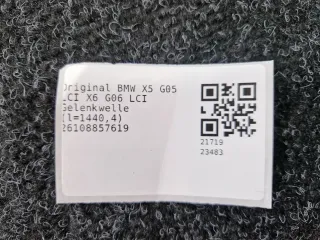 Original BMW X5 G05
LCI X6 G06 LCI
Gelenkwelle
(l=1440,4)
26108857619
21719
23483